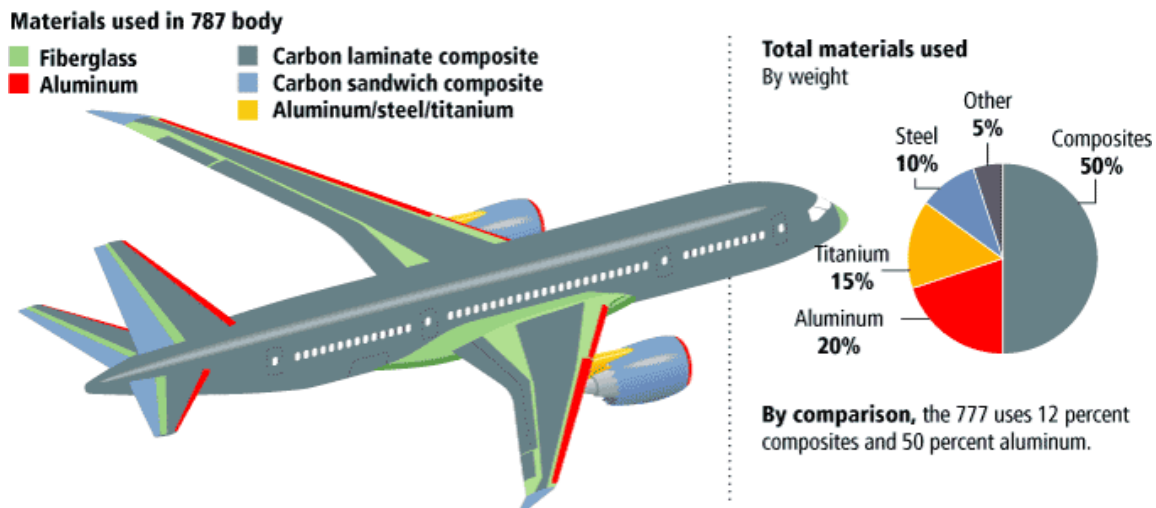 Materials used in 787 body
Fiberglass
Aluminum
Carbon laminate composite
Carbon sandwich composite
Aluminum/steel/titanium
Total materials used
By weight
Other
5%
Composites
50%
Steel
10%
Titanium
15%
Aluminum
20%
By comparison, the 777 uses 12 percent
composites and 50 percent aluminum.